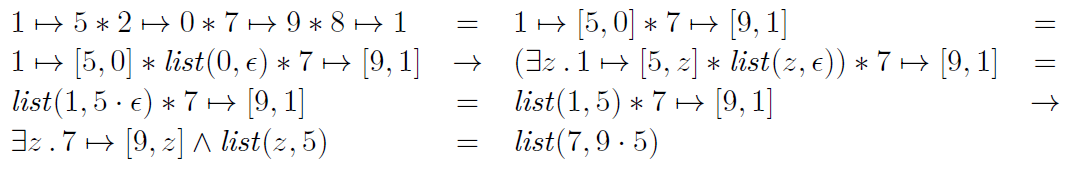 1 ↦ 5 * 2 ↦ 0 * 7 ↦ 9 * 8 ↦ 1 = 1 ↦ [5, 0] * 7 ↦ [9, 1] =
1 ↦ [5, 0] * list(0, ϵ) * 7 ↦ [9, 1] → (∃z . 1 ↦ [5, z] * list(z, ϵ)) * 7 ↦ [9, 1] =
list(1, 5 · ϵ) * 7 ↦ [9, 1] = list(1, 5) * 7 ↦ [9, 1] →
∃z . 7 ↦ [9, z] ∧ list(z, 5) = list(7, 9 · 5)